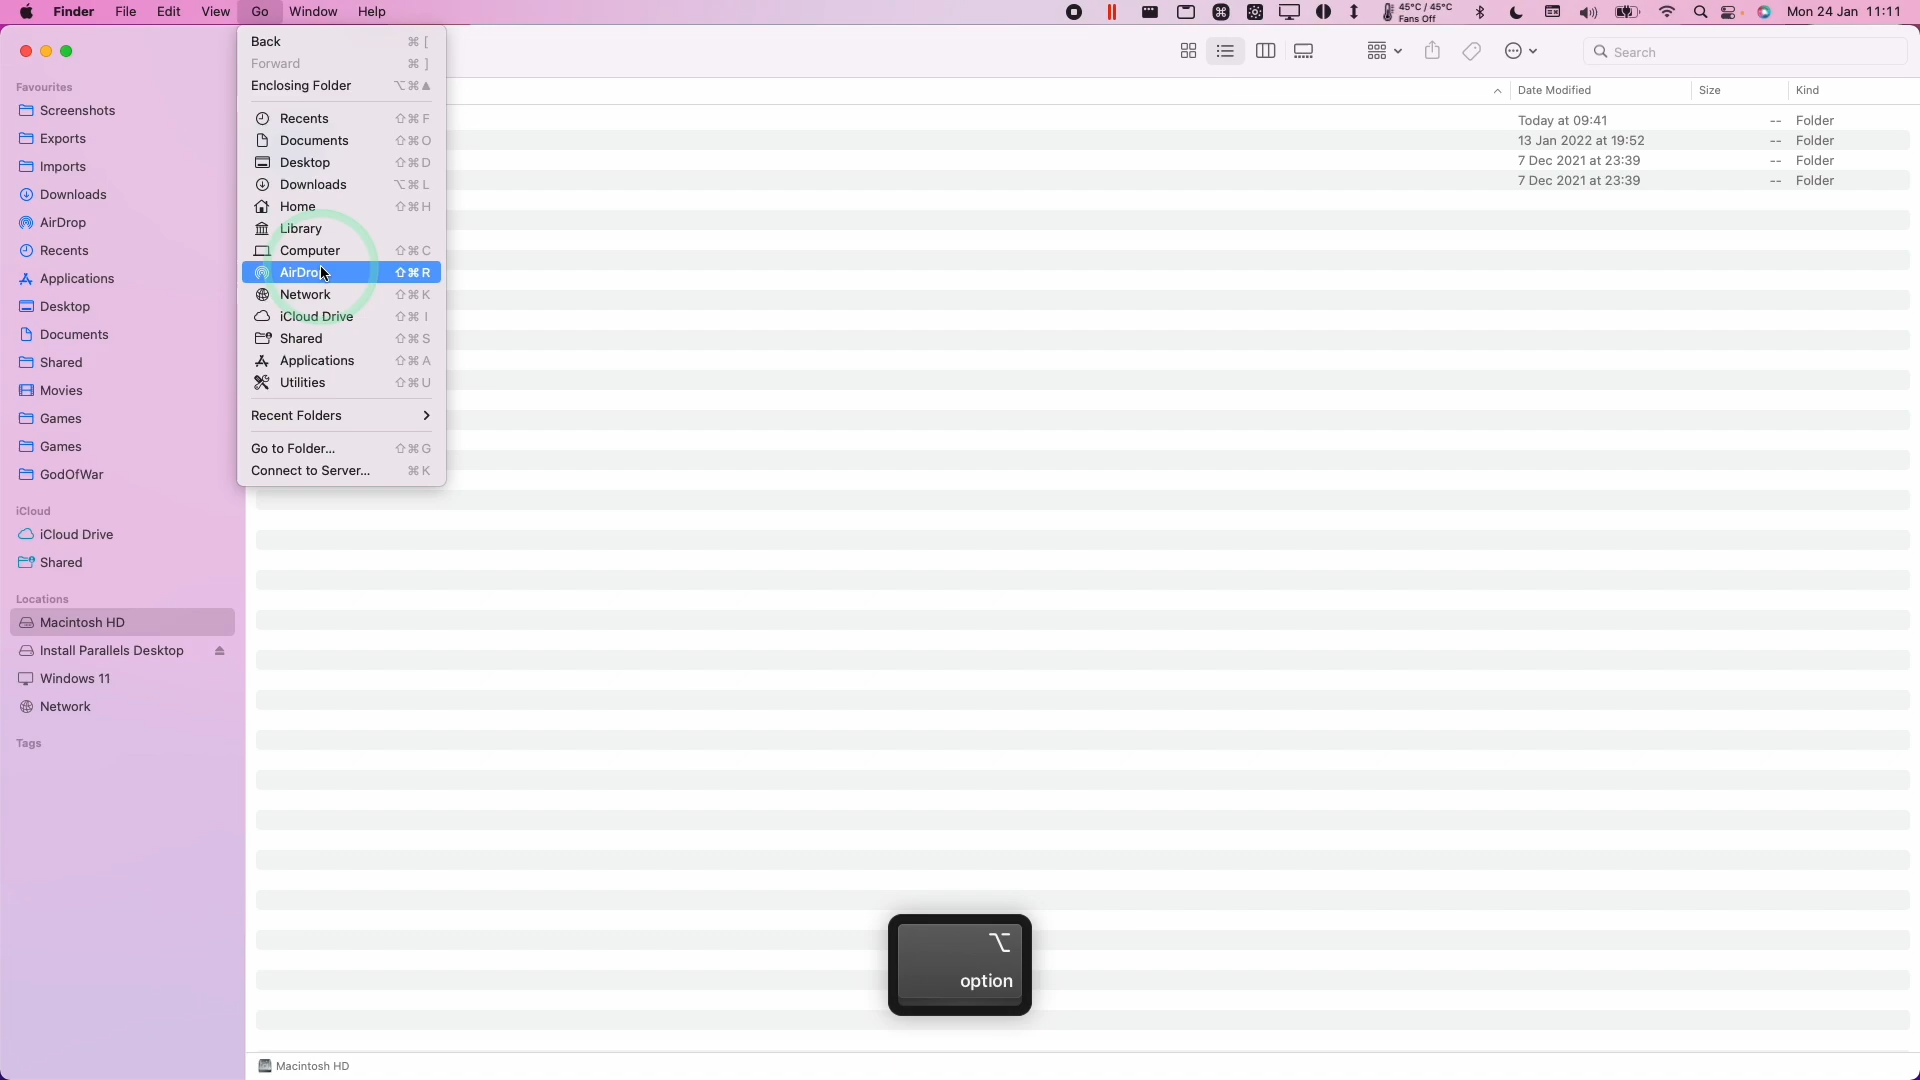 Finder File Edit View Go Window Help
45°C / 45°C
Fans Off
Mon 24 Jan 11:11
Back ⌘ [
Forward ⌘ ]
Enclosing Folder ⌥⌘▲
Recents ⇧⌘F
Documents ⇧⌘O
Desktop ⇧⌘D
Downloads ⌥⌘L
Home ⇧⌘H
Library
Computer ⇧⌘C
AirDrop ⇧⌘R
Network ⇧⌘K
iCloud Drive ⇧⌘I
Shared ⇧⌘S
Applications ⇧⌘A
Utilities ⇧⌘U
Recent Folders
Go to Folder... ⇧⌘G
Connect to Server... ⌘K
Search
Favourites
Screenshots
Exports
Imports
Downloads
AirDrop
Recents
Applications
Desktop
Documents
Shared
Movies
Games
Games
GodOfWar
iCloud
iCloud Drive
Shared
Locations
Macintosh HD
Install Parallels Desktop
Windows 11
Network
Tags
Date Modified Size Kind
Today at 09:41 -- Folder
13 Jan 2022 at 19:52 -- Folder
7 Dec 2021 at 23:39 -- Folder
7 Dec 2021 at 23:39 -- Folder
⌥
option
Macintosh HD